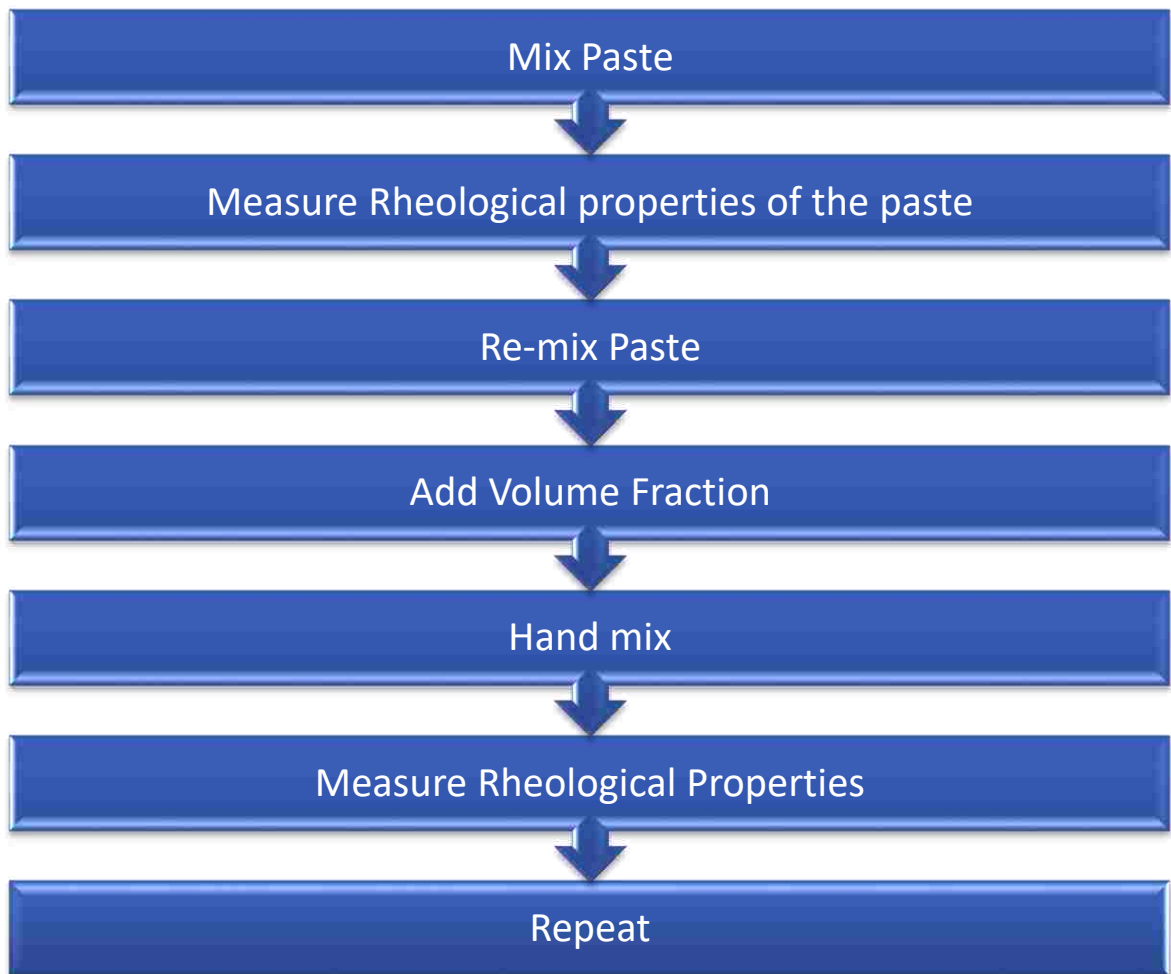 Mix Paste
Measure Rheological properties of the paste
Re-mix Paste
Add Volume Fraction
Hand mix
Measure Rheological Properties
Repeat